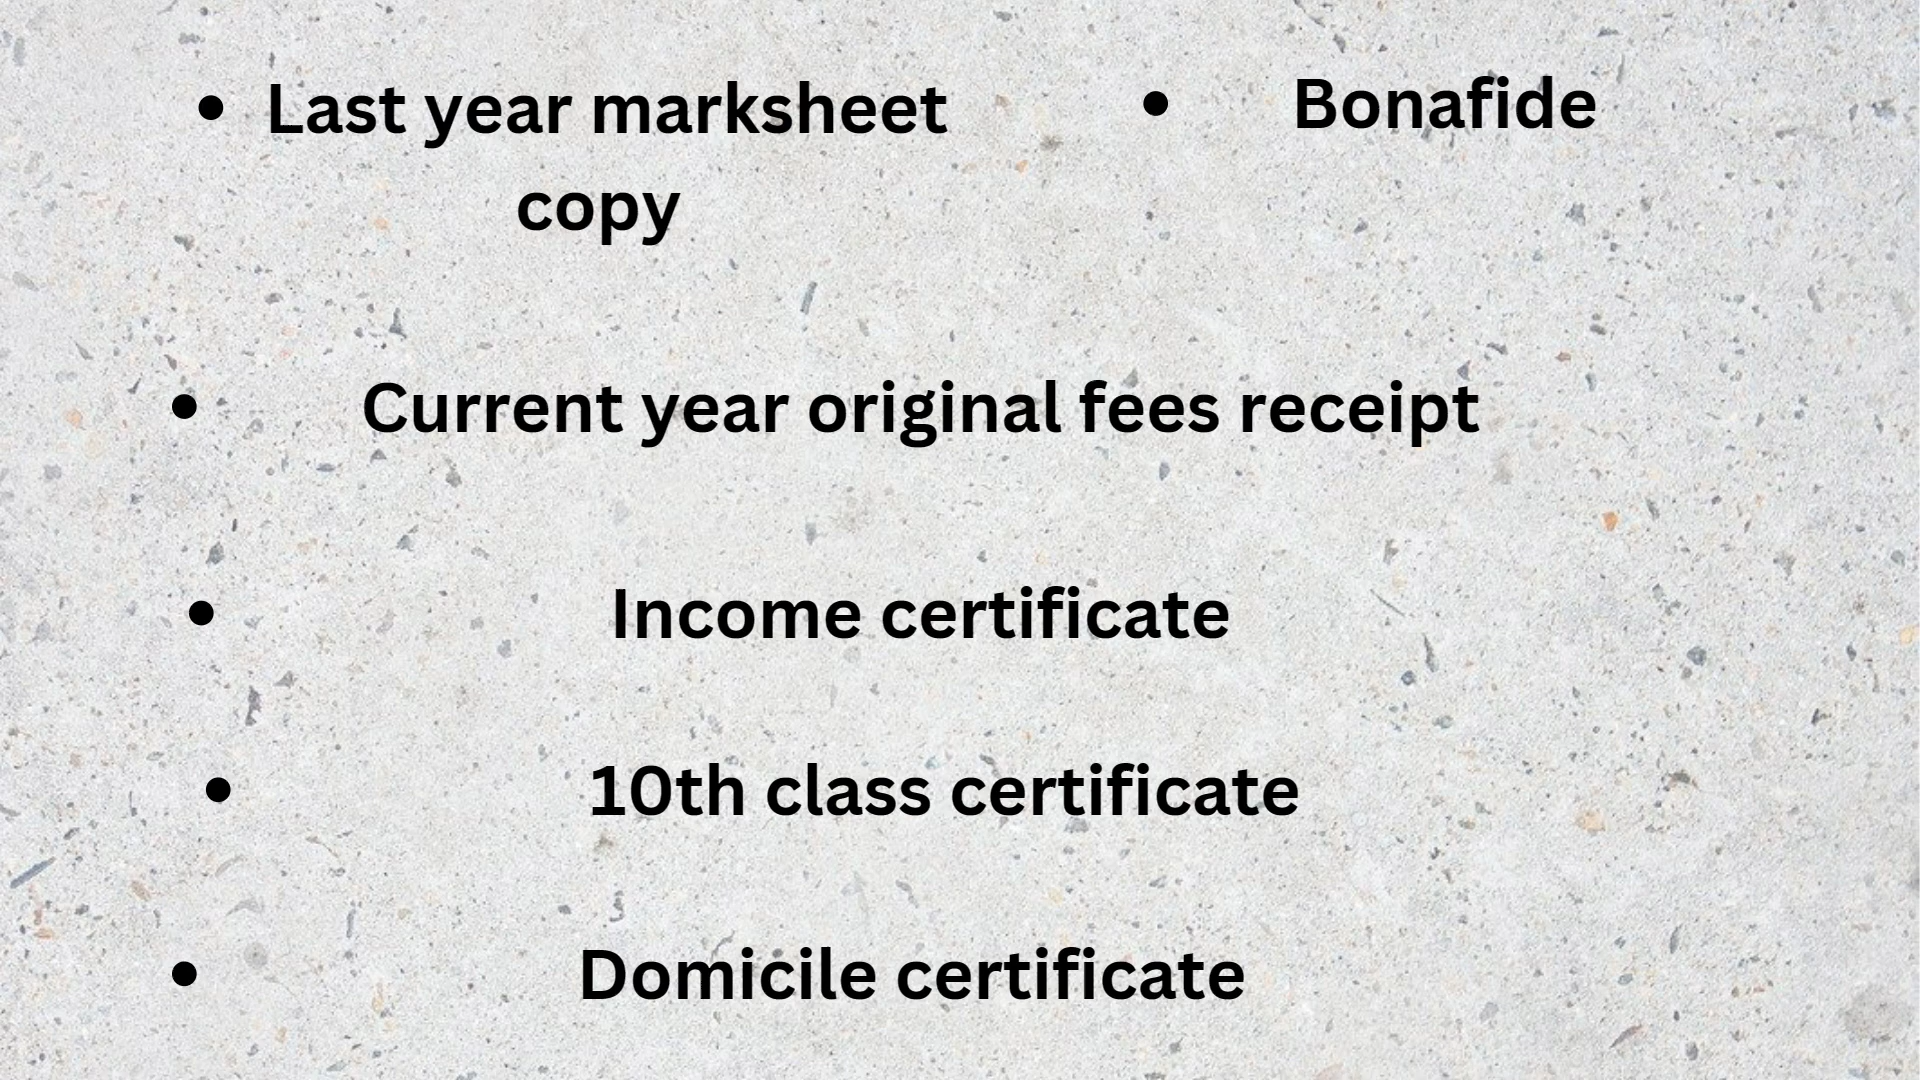 • Last year marksheet
copy
• Bonafide
• Current year original fees receipt
• Income certificate
• 10th class certificate
• Domicile certificate